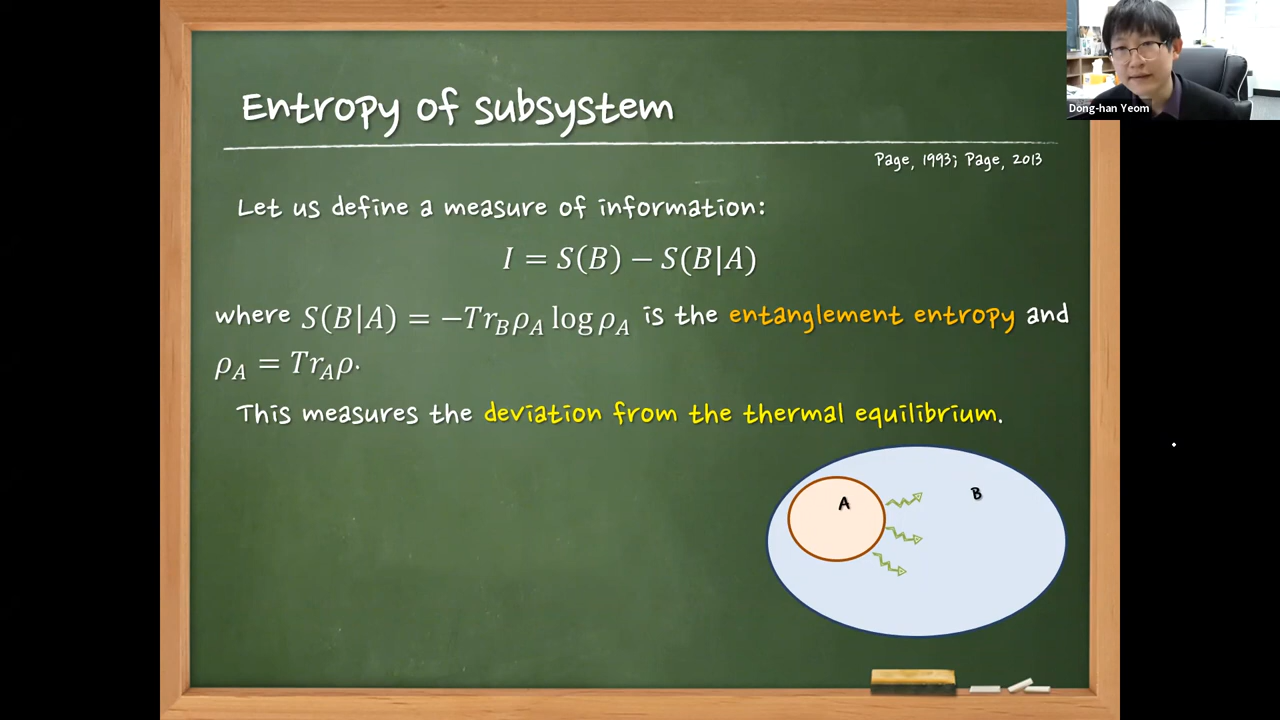 Entropy of subsystem
Page, 1993; Page, 2013
Let us define a measure of information:
I = S(B) − S(B|A)
where S(B|A) = −Tr_B ρ_A log ρ_A is the entanglement entropy and
ρ_A = Tr_A ρ.
This measures the deviation from the thermal equilibrium.
A
B
Dong-han Yeom